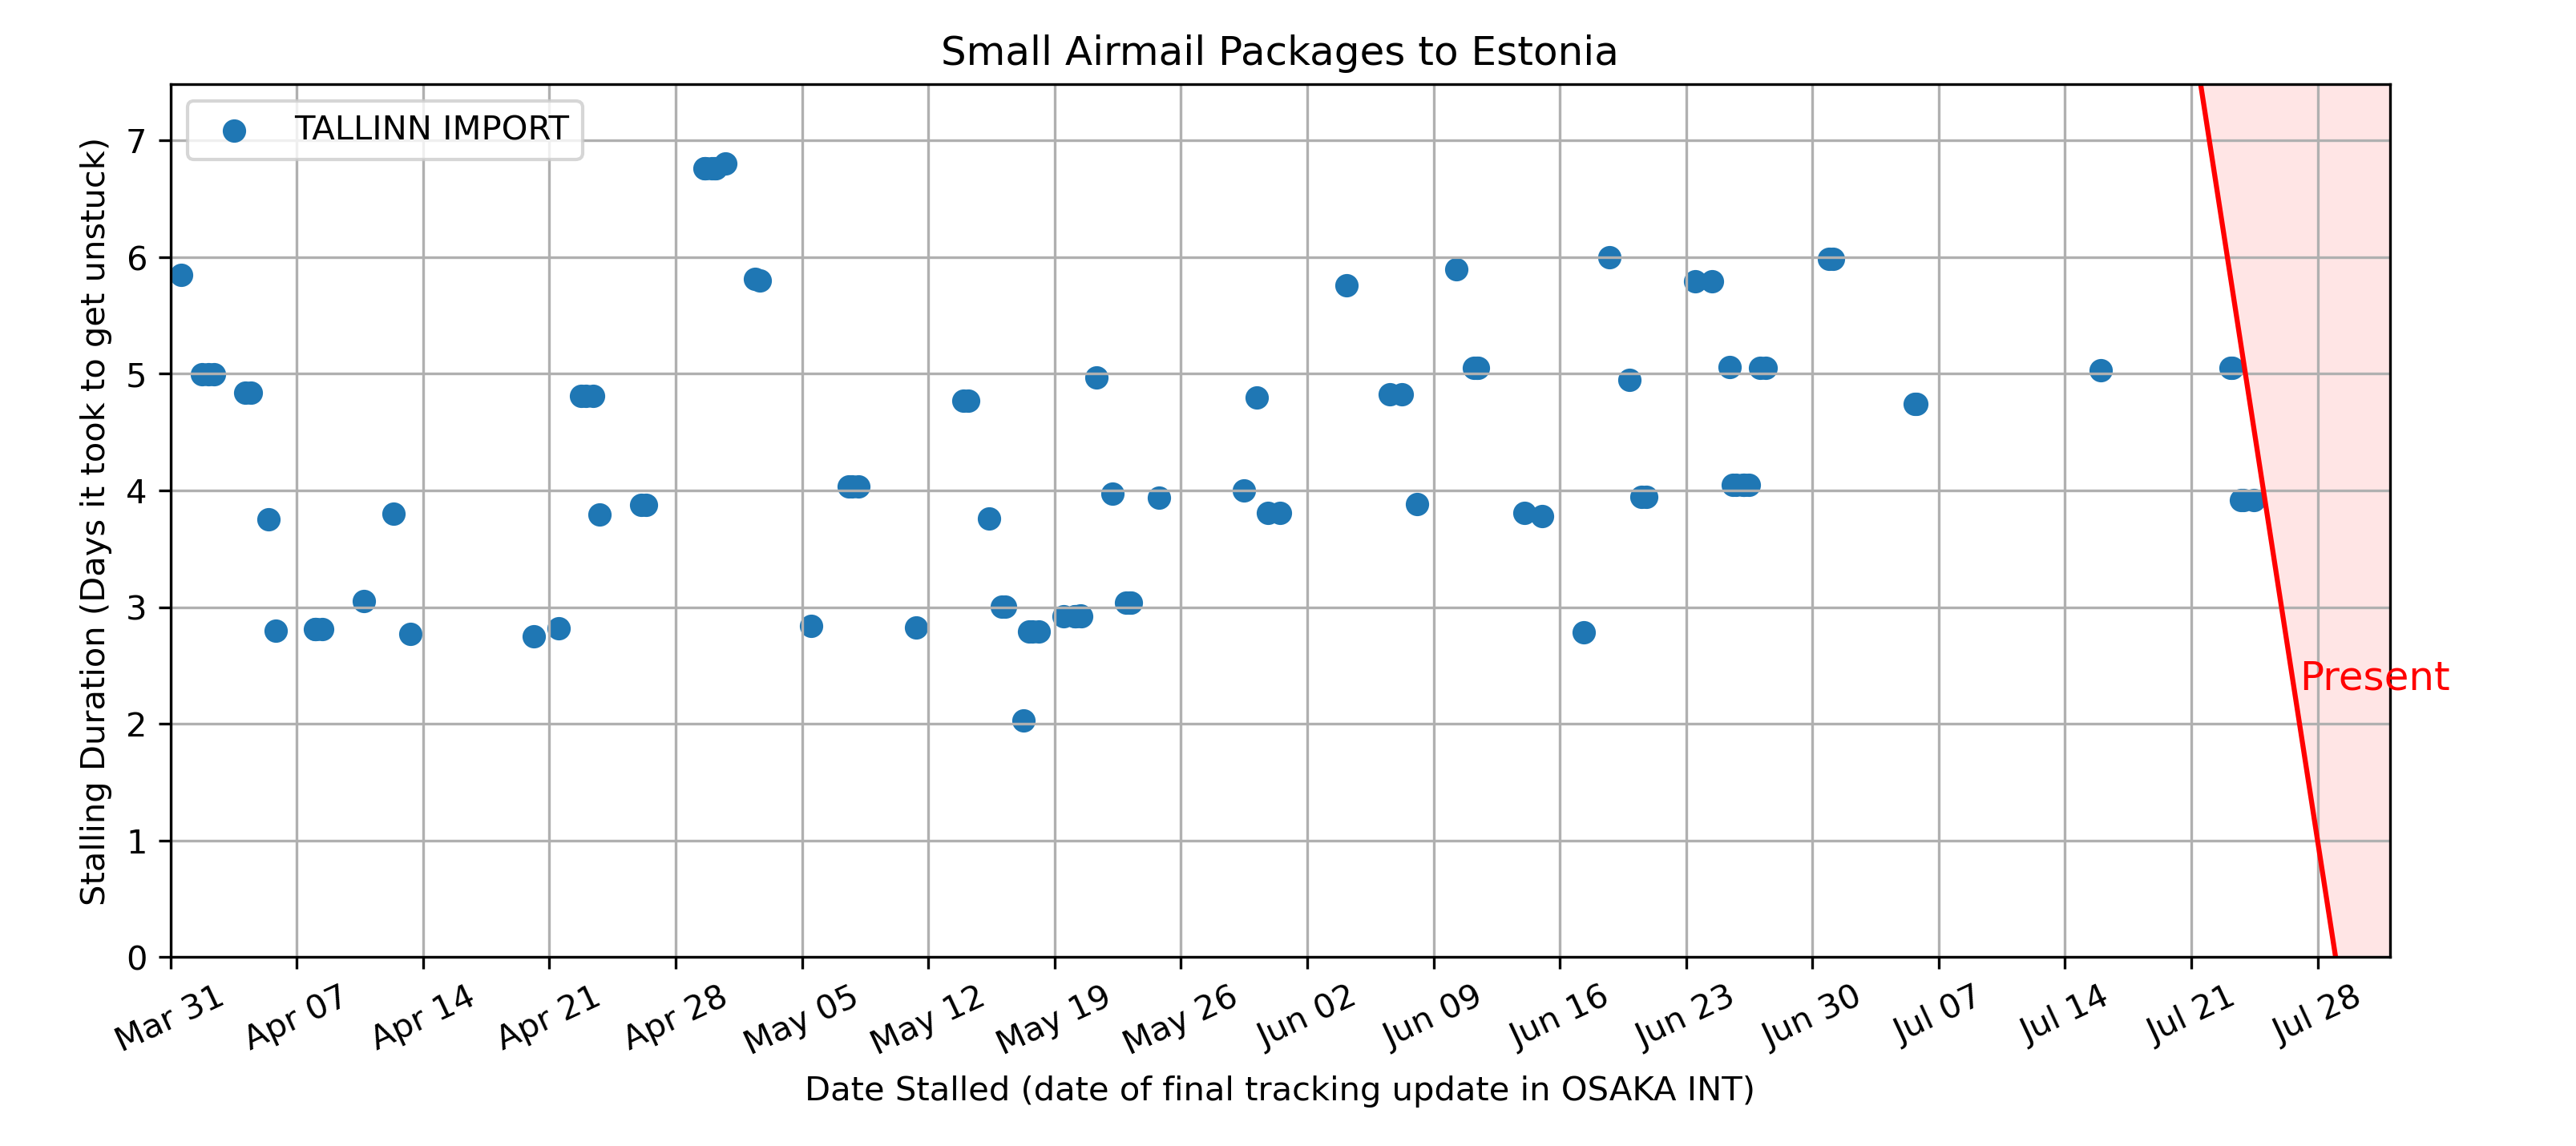 Small Airmail Packages to Estonia
TALLINN IMPORT
Stalling Duration (Days it took to get unstuck)
7
6
5
4
3
2
1
0
Present
Mar 31
Apr 07
Apr 14
Apr 21
Apr 28
May 05
May 12
May 19
May 26
Jun 02
Jun 09
Jun 16
Jun 23
Jun 30
Jul 07
Jul 14
Jul 21
Jul 28
Date Stalled (date of final tracking update in OSAKA INT)